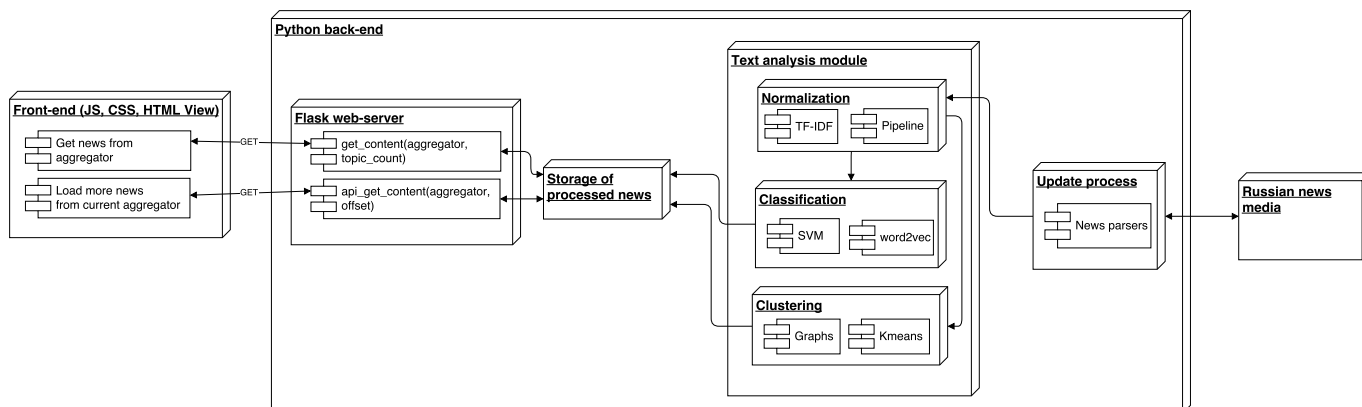 Python back-end
Front-end (JS, CSS, HTML View)
Get news from
aggregator
Load more news
from current aggregator
GET
GET
Flask web-server
get_content(aggregator,
topic_count)
api_get_content(aggregator,
offset)
Storage of
processed news
Text analysis module
Normalization
TF-IDF
Pipeline
Classification
SVM
word2vec
Clustering
Graphs
Kmeans
Update process
News parsers
Russian news
media